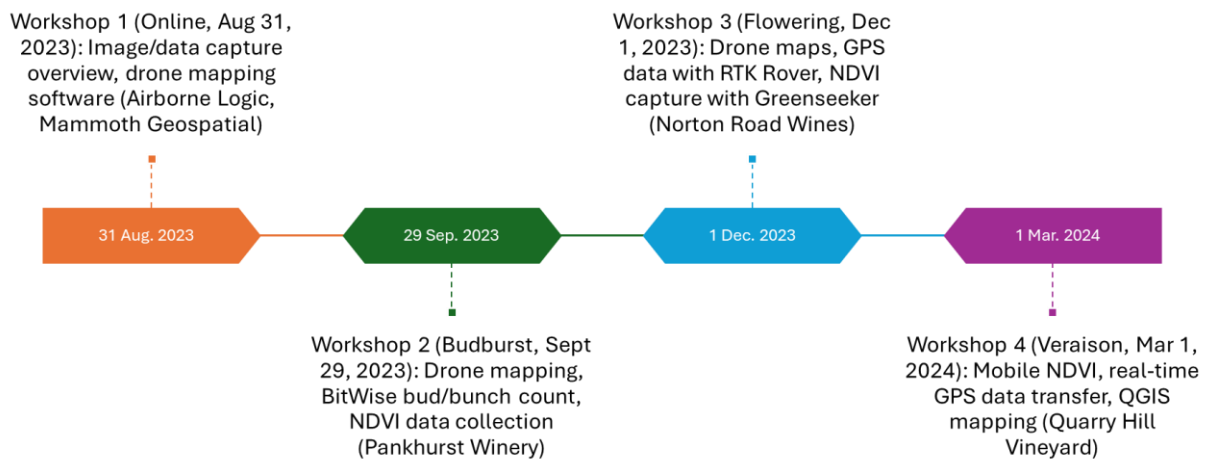 Workshop 1 (Online, Aug 31,
2023): Image/data capture
overview, drone mapping
software (Airborne Logic,
Mammoth Geospatial)
Workshop 3 (Flowering, Dec
1, 2023): Drone maps, GPS
data with RTK Rover, NDVI
capture with Greenseeker
(Norton Road Wines)
31 Aug. 2023
29 Sep. 2023
1 Dec. 2023
1 Mar. 2024
Workshop 2 (Budburst, Sept
29, 2023): Drone mapping,
BitWise bud/bunch count,
NDVI data collection
(Pankhurst Winery)
Workshop 4 (Veraison, Mar 1,
2024): Mobile NDVI, real-time
GPS data transfer, QGIS
mapping (Quarry Hill
Vineyard)